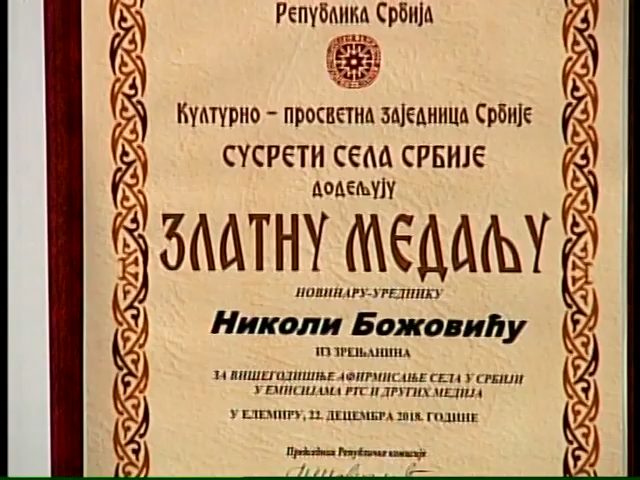 Република Србија
Културно – просветна заједница Србије
СУСРЕТИ СЕЛА СРБИЈЕ
додељују
ЗЛАТНУ МЕДАЉУ
НОВИНАРУ-УРЕДНИКУ
Николи Божовићу
ИЗ ЗРЕЊАНИНА
ЗА ВИШЕГОДИШЊЕ АФИРМИСАЊЕ СЕЛА У СРБИЈИ
У ЕМИСИЈАМА РТС И ДРУГИХ МЕДИЈА
У ЕЛЕМИРУ, 22. ДЕЦЕМБРА 2018. ГОДИНЕ
Председник Републичке комисије